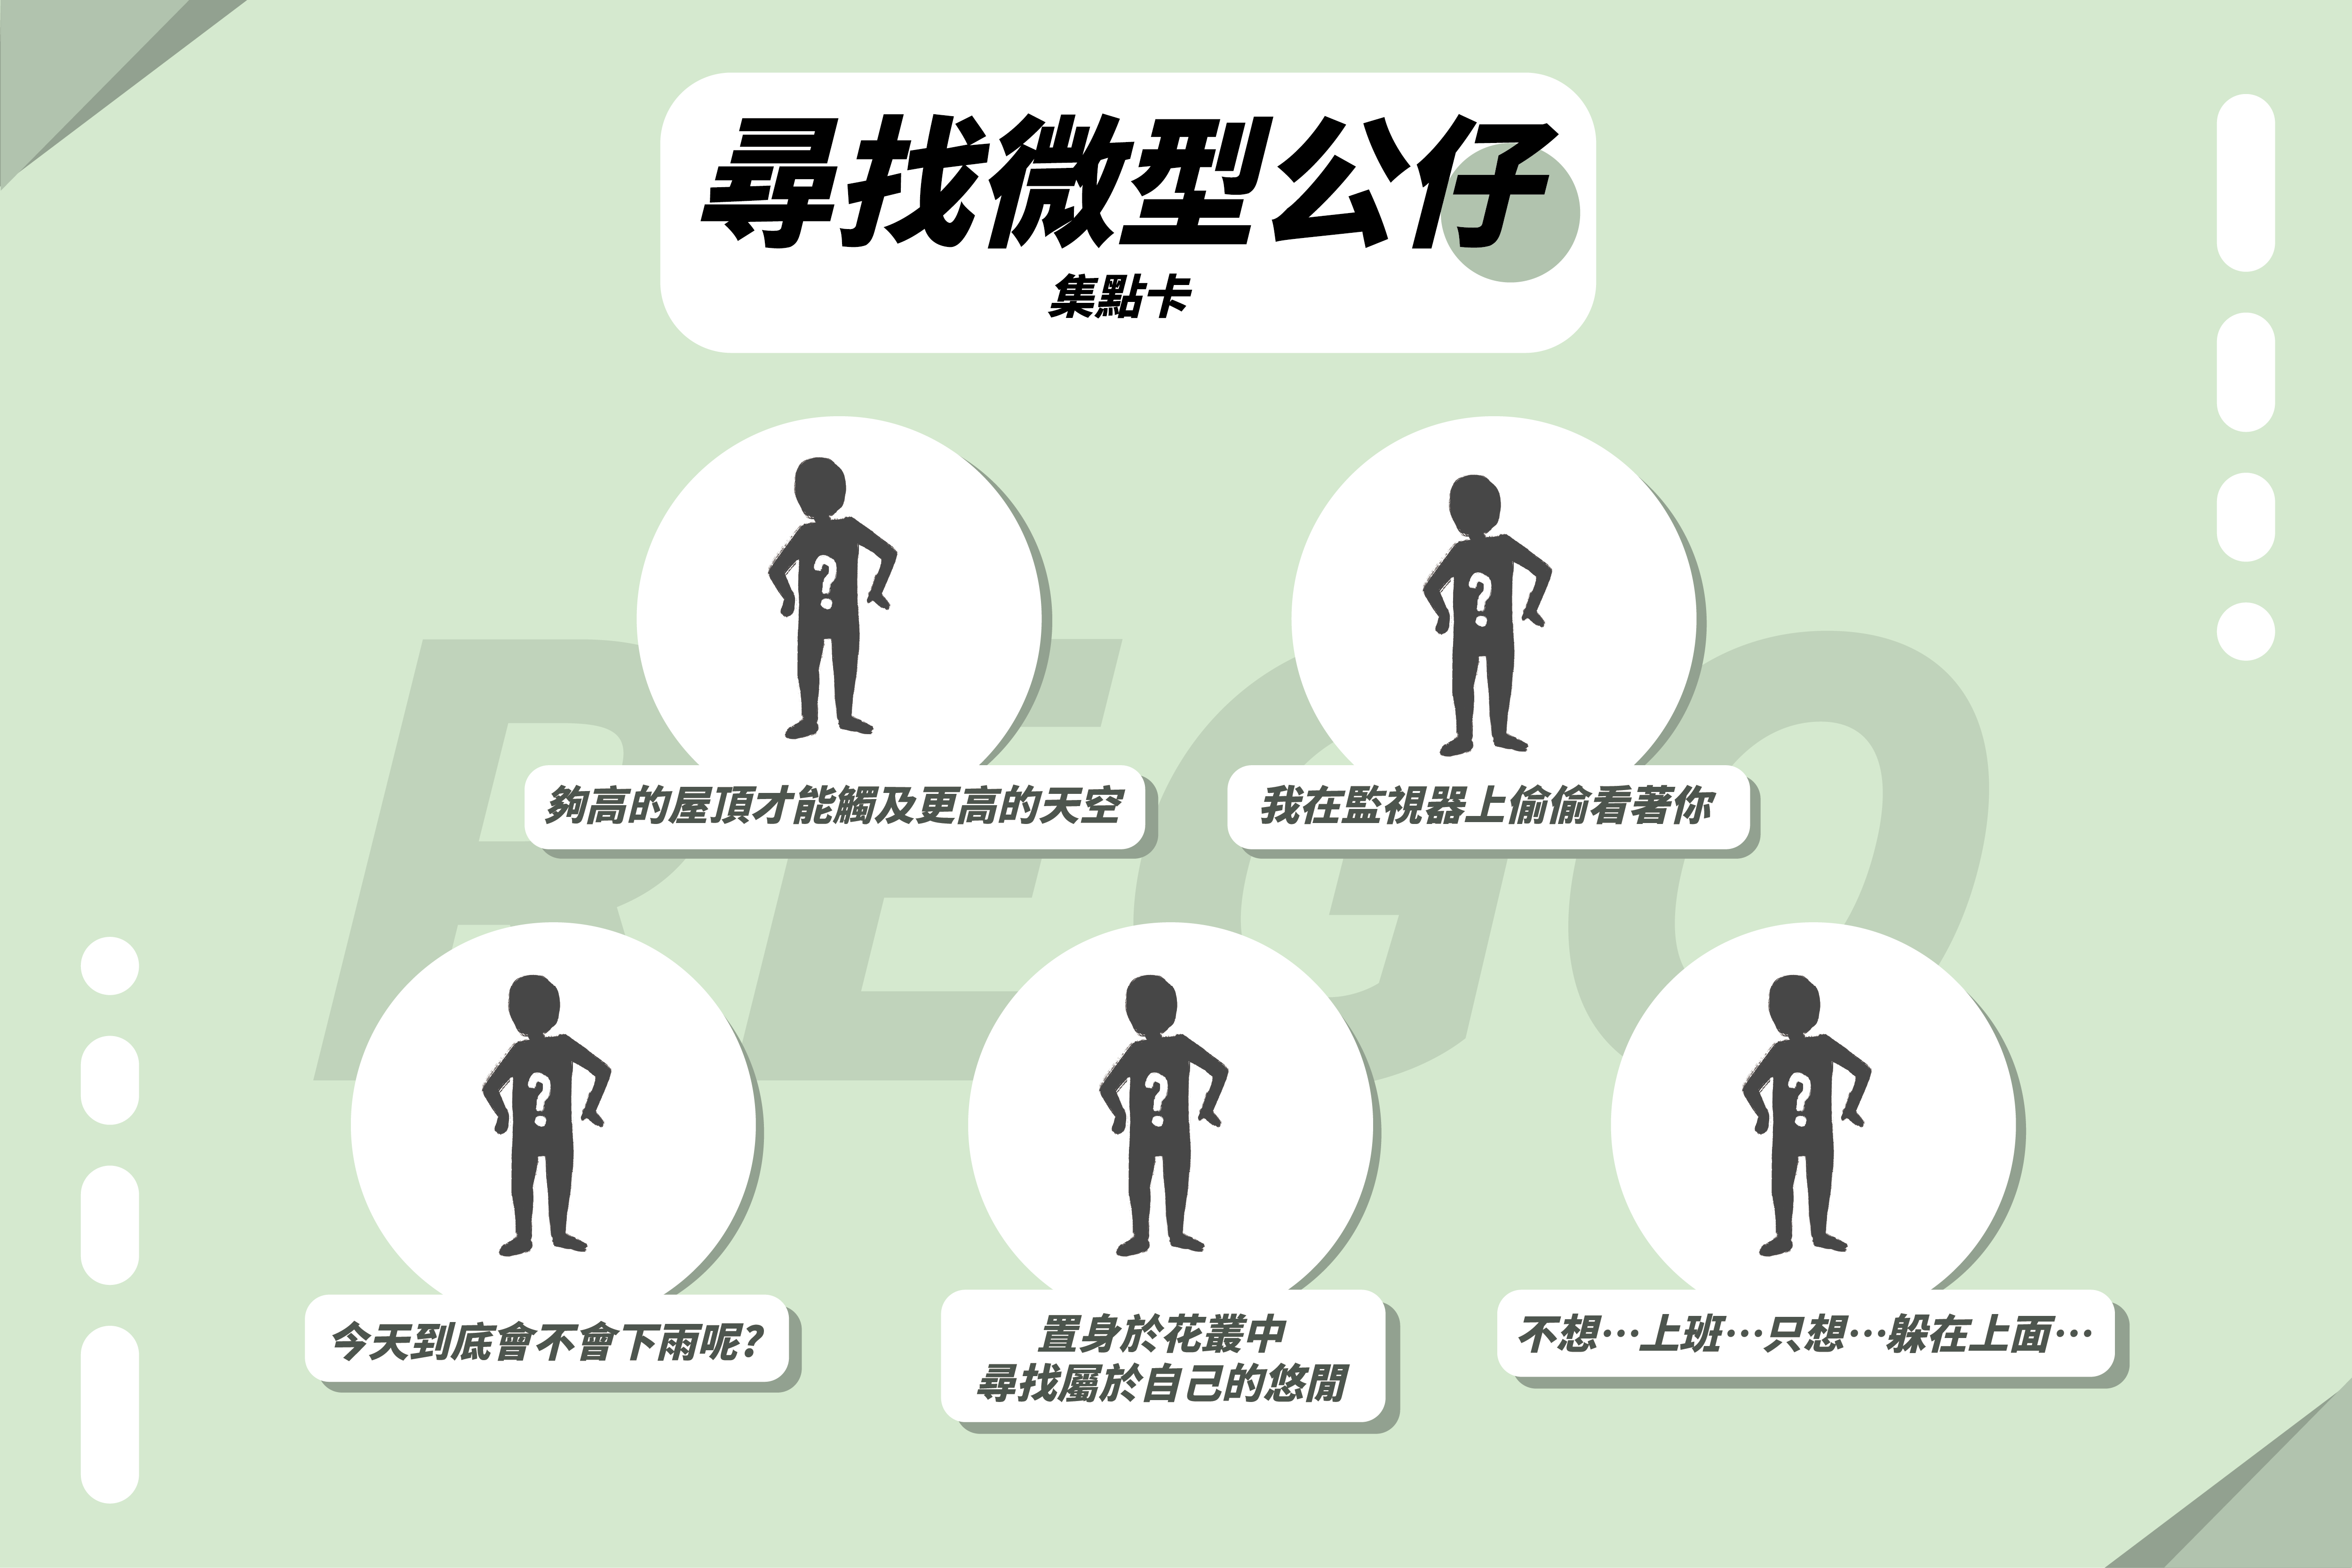 尋找微型公仔
集點卡
REGO
?
?
夠高的屋頂才能觸及更高的天空
我在監視器上偷偷看著你
?
?
?
今天到底會不會下雨呢?
置身於花叢中
尋找屬於自己的悠閒
不想…上班…只想…躲在上面…